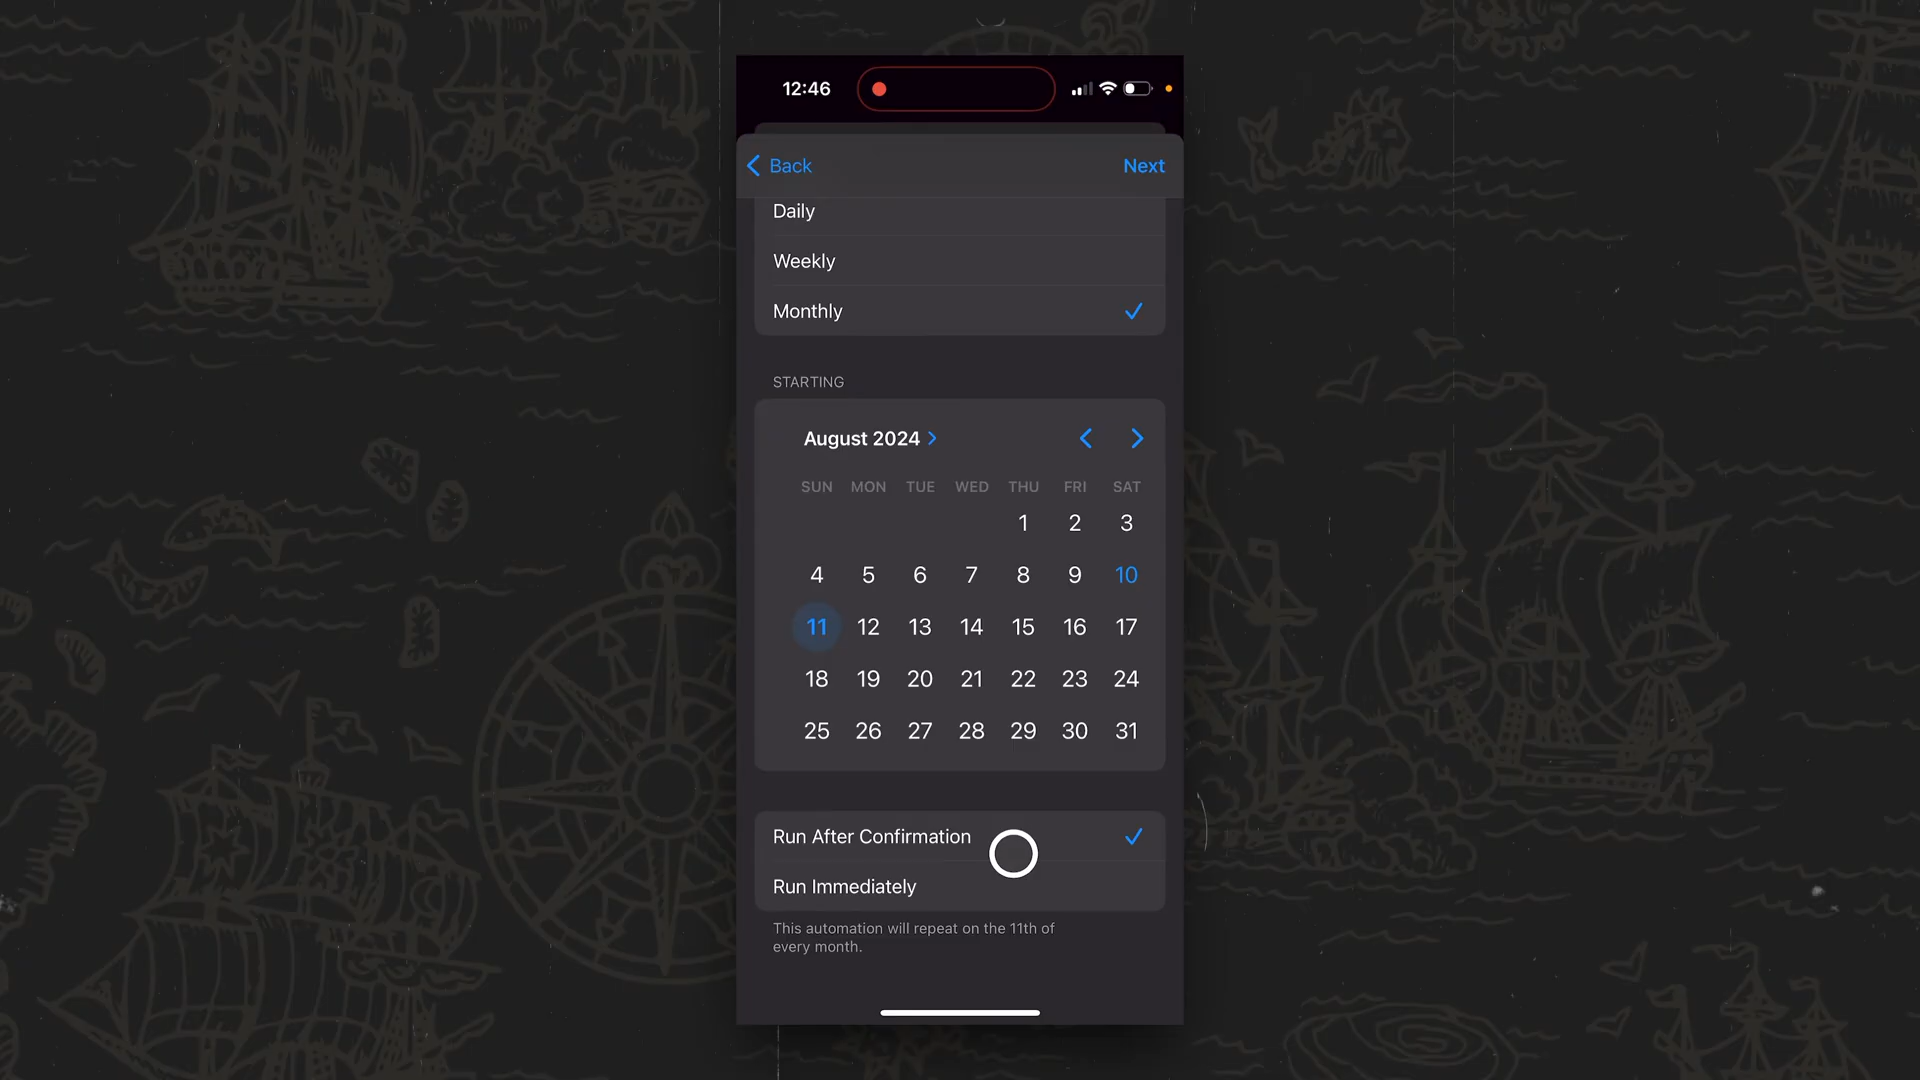 12:46
Back
Next
Daily
Weekly
Monthly
STARTING
August 2024
SUN MON TUE WED THU FRI SAT
1 2 3
4 5 6 7 8 9 10
11 12 13 14 15 16 17
18 19 20 21 22 23 24
25 26 27 28 29 30 31
Run After Confirmation
Run Immediately
This automation will repeat on the 11th of
every month.